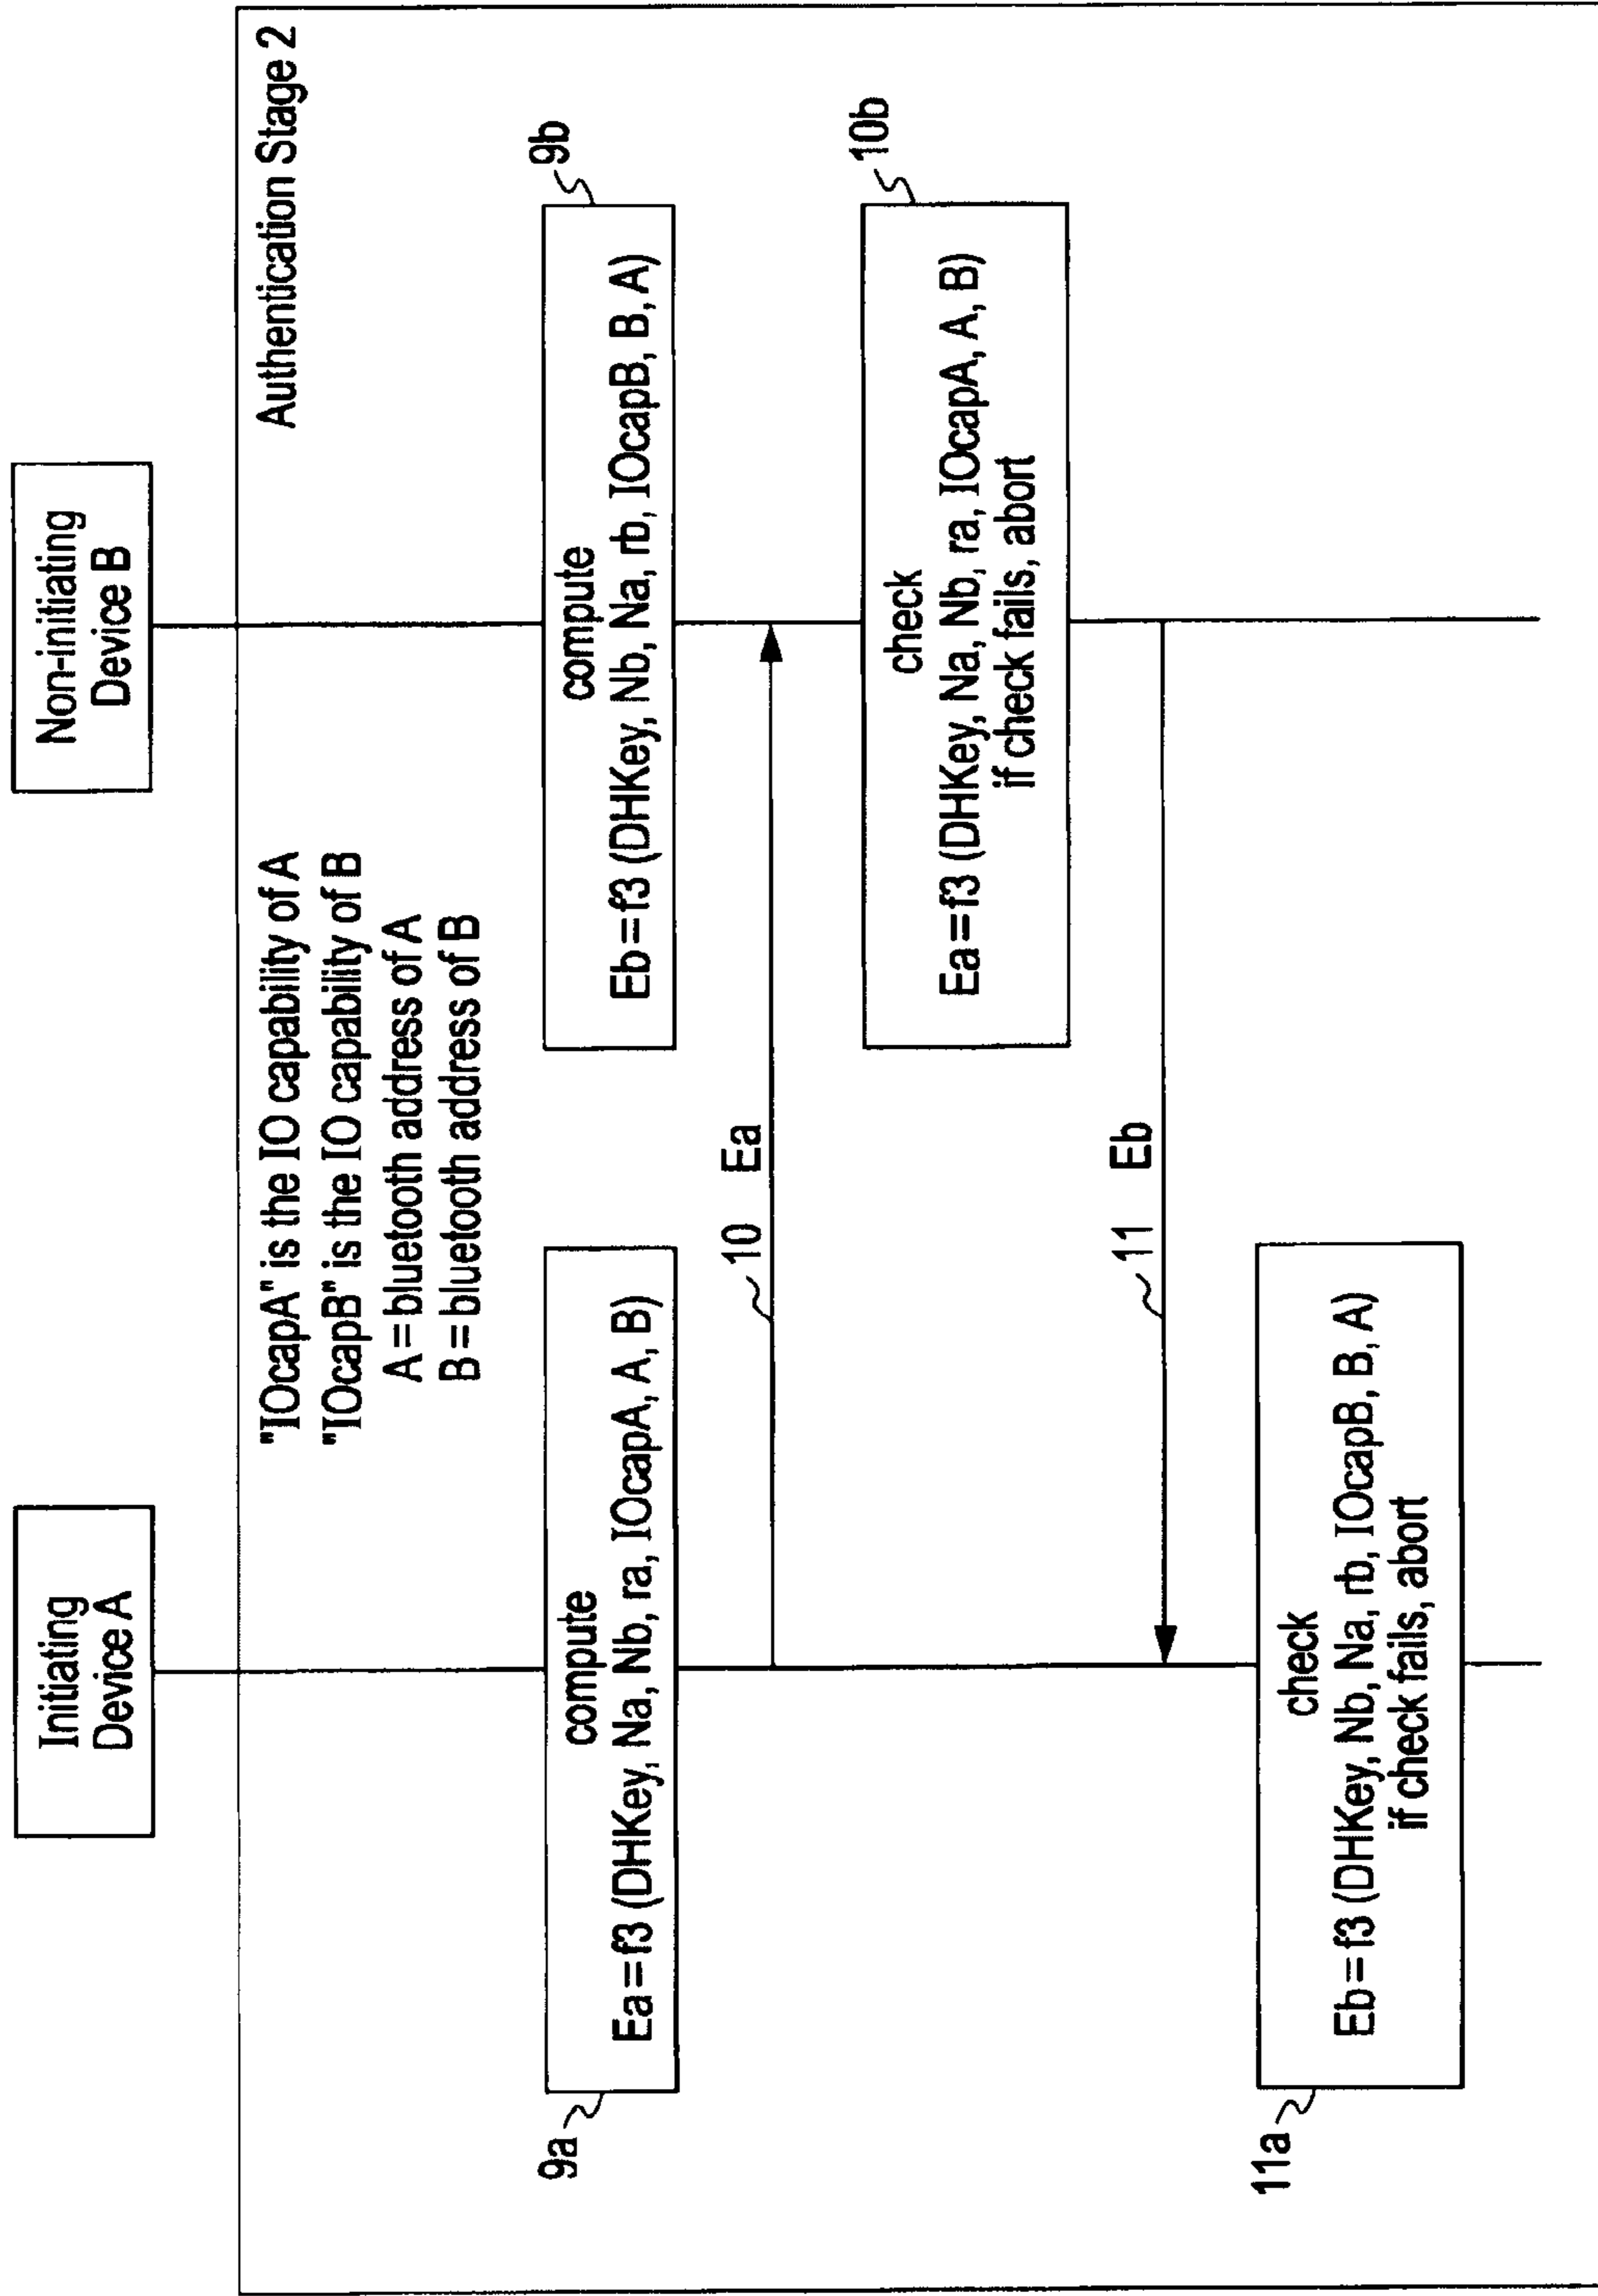 Initiating
Device A
Non-initiating
Device B
Authentication Stage 2
"IOcapA" is the IO capability of A
"IOcapB" is the IO capability of B
A=bluetooth address of A
B=bluetooth address of B
9a
compute
Ea=f3 (DHKey, Na, Nb, ra, IOcapA, A, B)
9b
compute
Eb=f3 (DHKey, Nb, Na, rb, IOcapB, B, A)
10 Ea
10b
check
Ea=f3 (DHKey, Na, Nb, ra, IOcapA, A, B)
if check fails, abort
11 Eb
11a
check
Eb=f3 (DHKey, Nb, Na, rb, IOcapB, B, A)
if check fails, abort